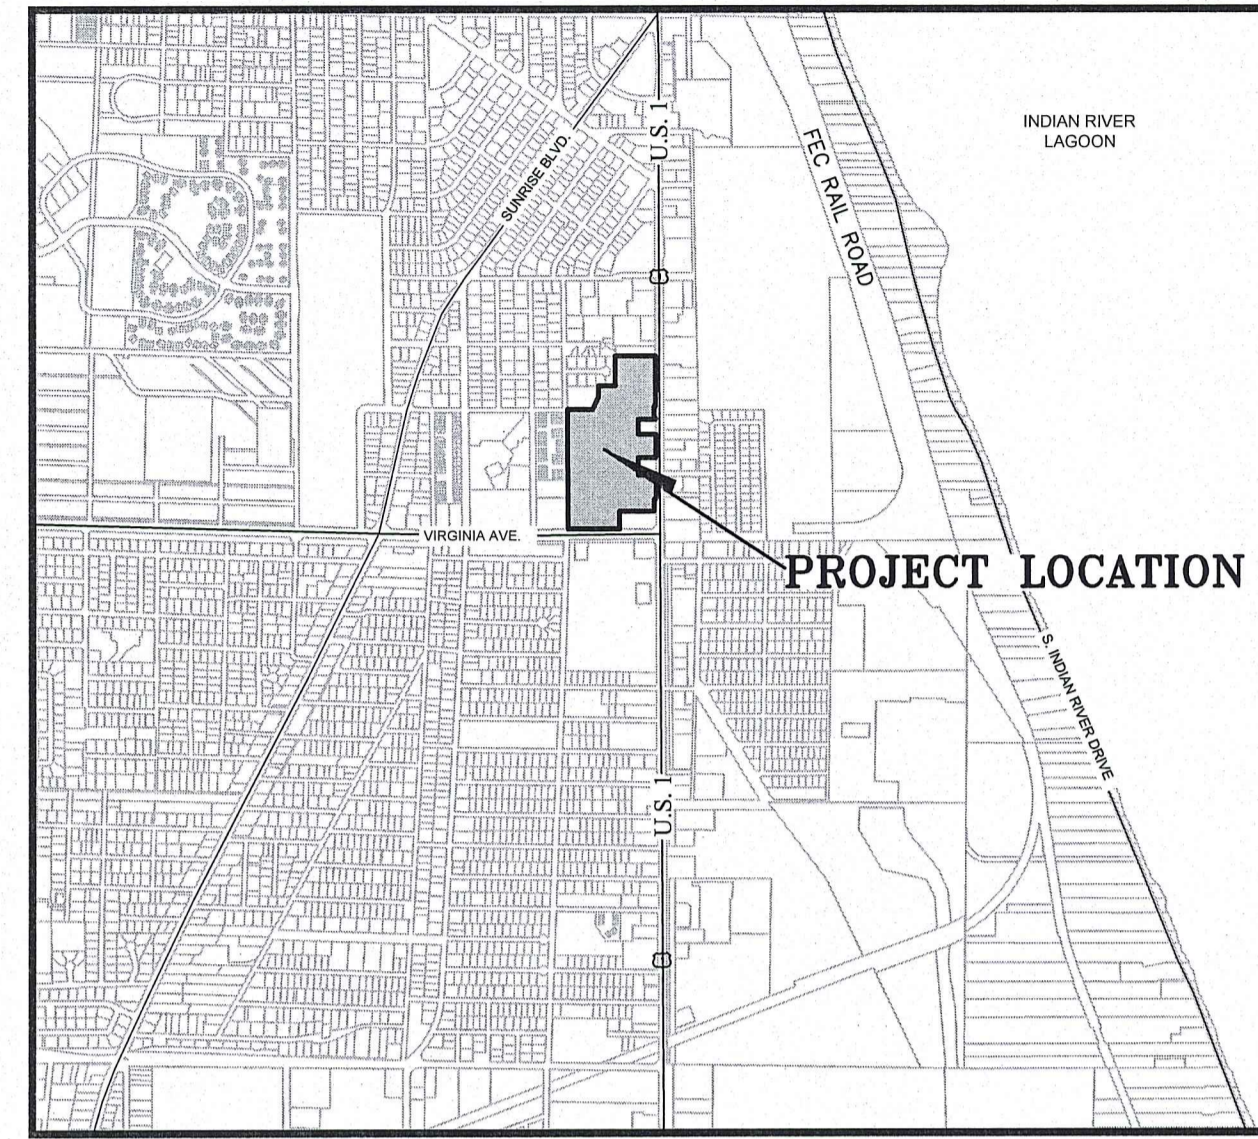 INDIAN RIVER
LAGOON
U.S. 1
SUNRISE BLVD.
FEC RAIL ROAD
VIRGINIA AVE.
PROJECT LOCATION
S. INDIAN RIVER DRIVE
U.S. 1